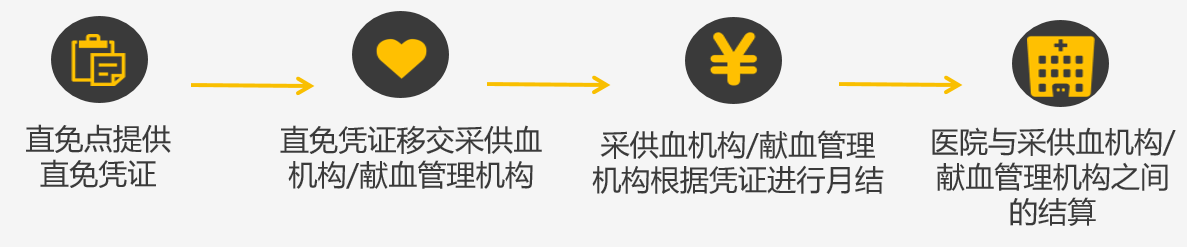 直免点提供
直免凭证
直免凭证移交采供血
机构/献血管理机构
采供血机构/献血管理
机构根据凭证进行月结
医院与采供血机构/
献血管理机构之间
的结算